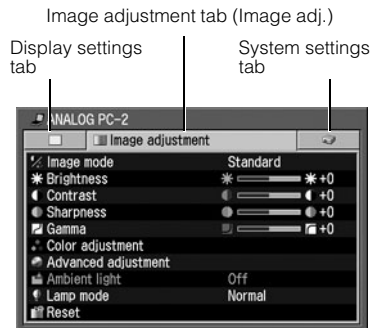 Image adjustment tab (Image adj.)
Display settings tab
System settings tab
ANALOG PC-2
Image adjustment
Image mode Standard
Brightness +0
Contrast +0
Sharpness +0
Gamma +0
Color adjustment
Advanced adjustment
Ambient light Off
Lamp mode Normal
Reset